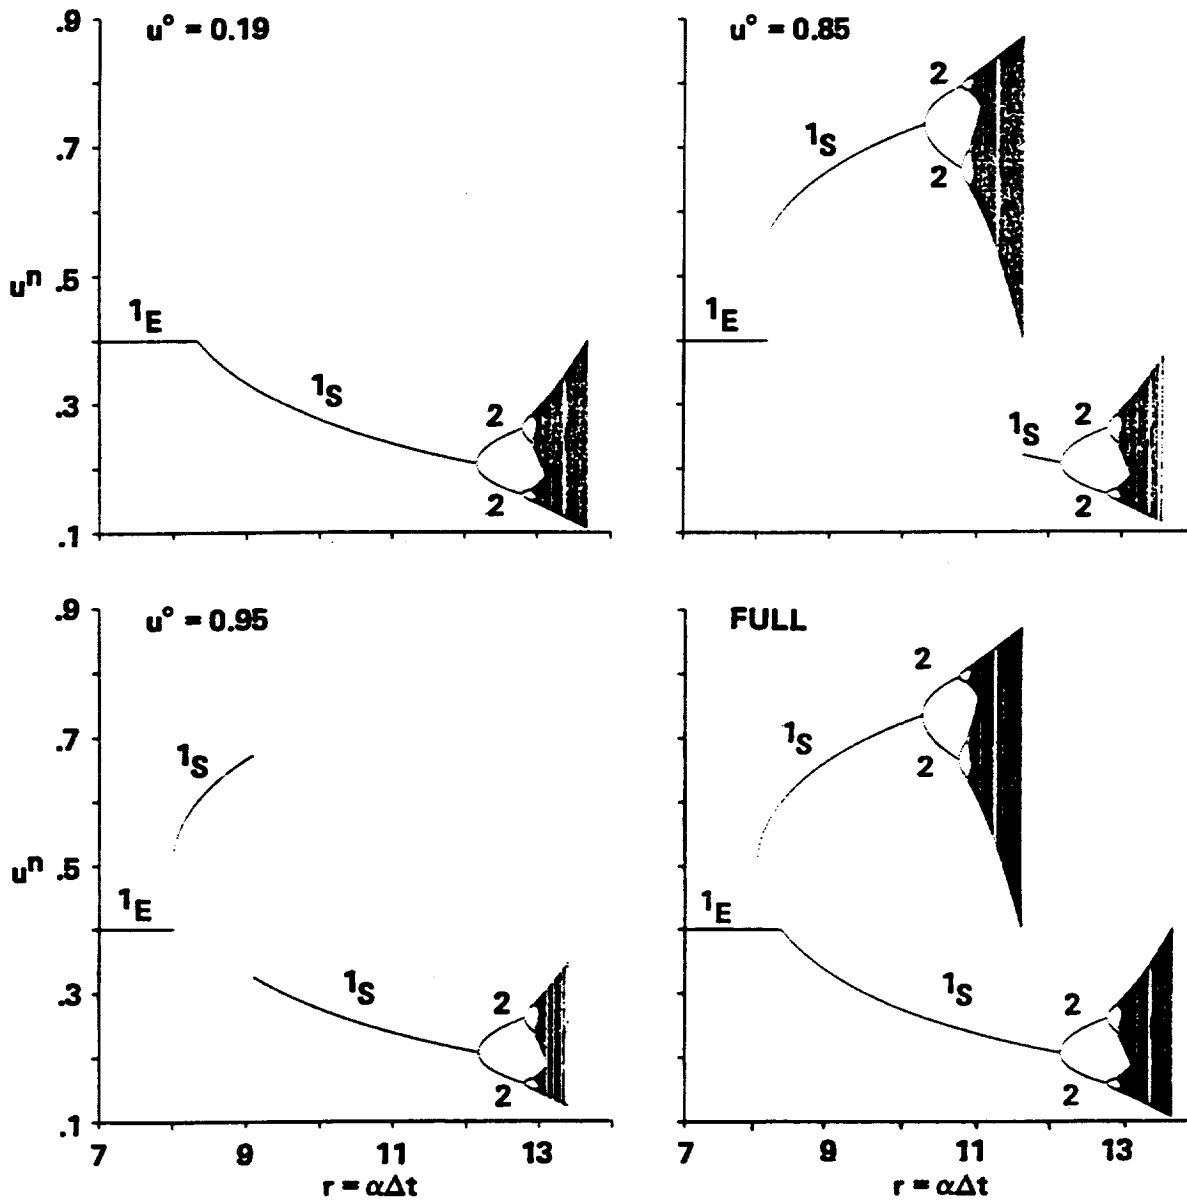 u° = 0.19
.9
.7
.5
.3
.1
uⁿ
1E
1S
2
2
u° = 0.85
1E
1S
2
2
1S
2
2
u° = 0.95
.9
.7
.5
.3
.1
uⁿ
1E
1S
1S
2
2
7 9 11 13
r = αΔt
FULL
1E
1S
2
2
1S
2
2
7 9 11 13
r = αΔt